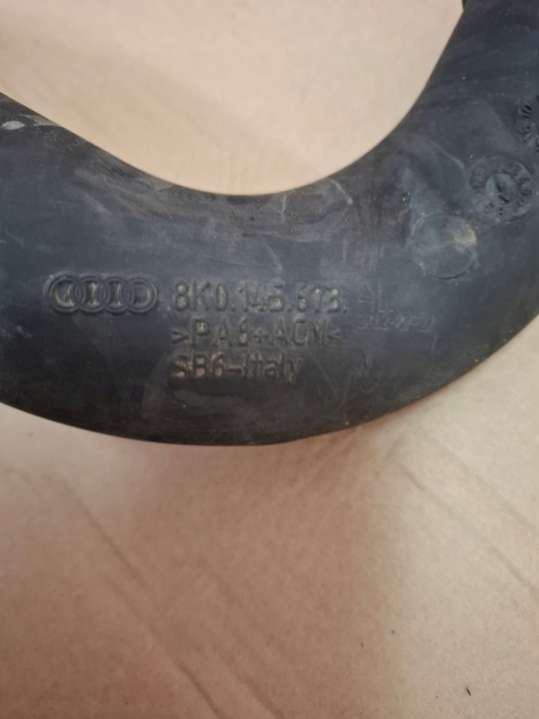 8K0.145.673.
>PA6+ACM<
SB6-Italy